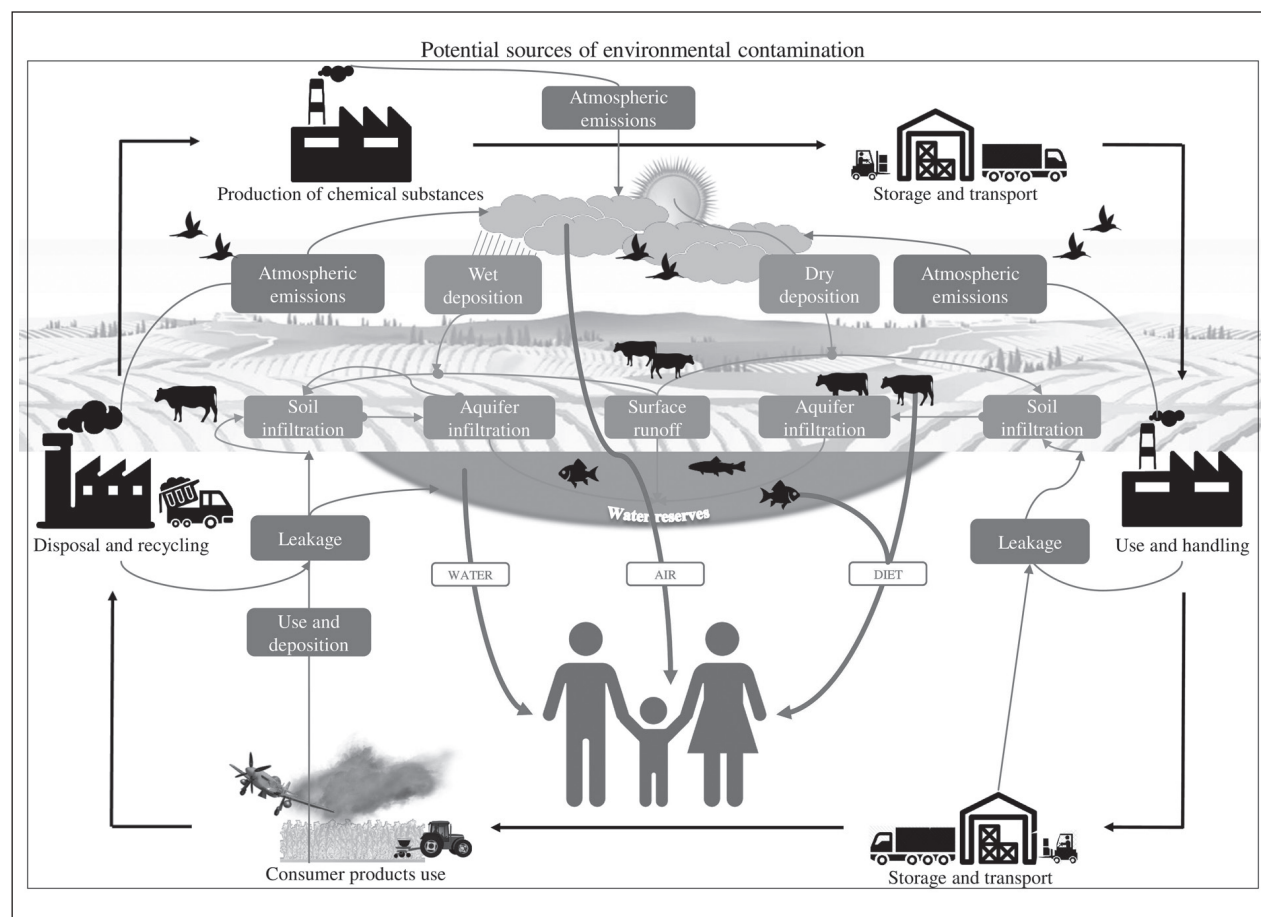 Potential sources of environmental contamination
Atmospheric
emissions
Production of chemical substances
Storage and transport
Atmospheric
emissions
Wet
deposition
Dry
deposition
Atmospheric
emissions
Soil
infiltration
Aquifer
infiltration
Surface
runoff
Aquifer
infiltration
Soil
infiltration
Water reserves
Disposal and recycling
Leakage
Leakage
Use and handling
WATER
AIR
DIET
Use and
deposition
Consumer products use
Storage and transport